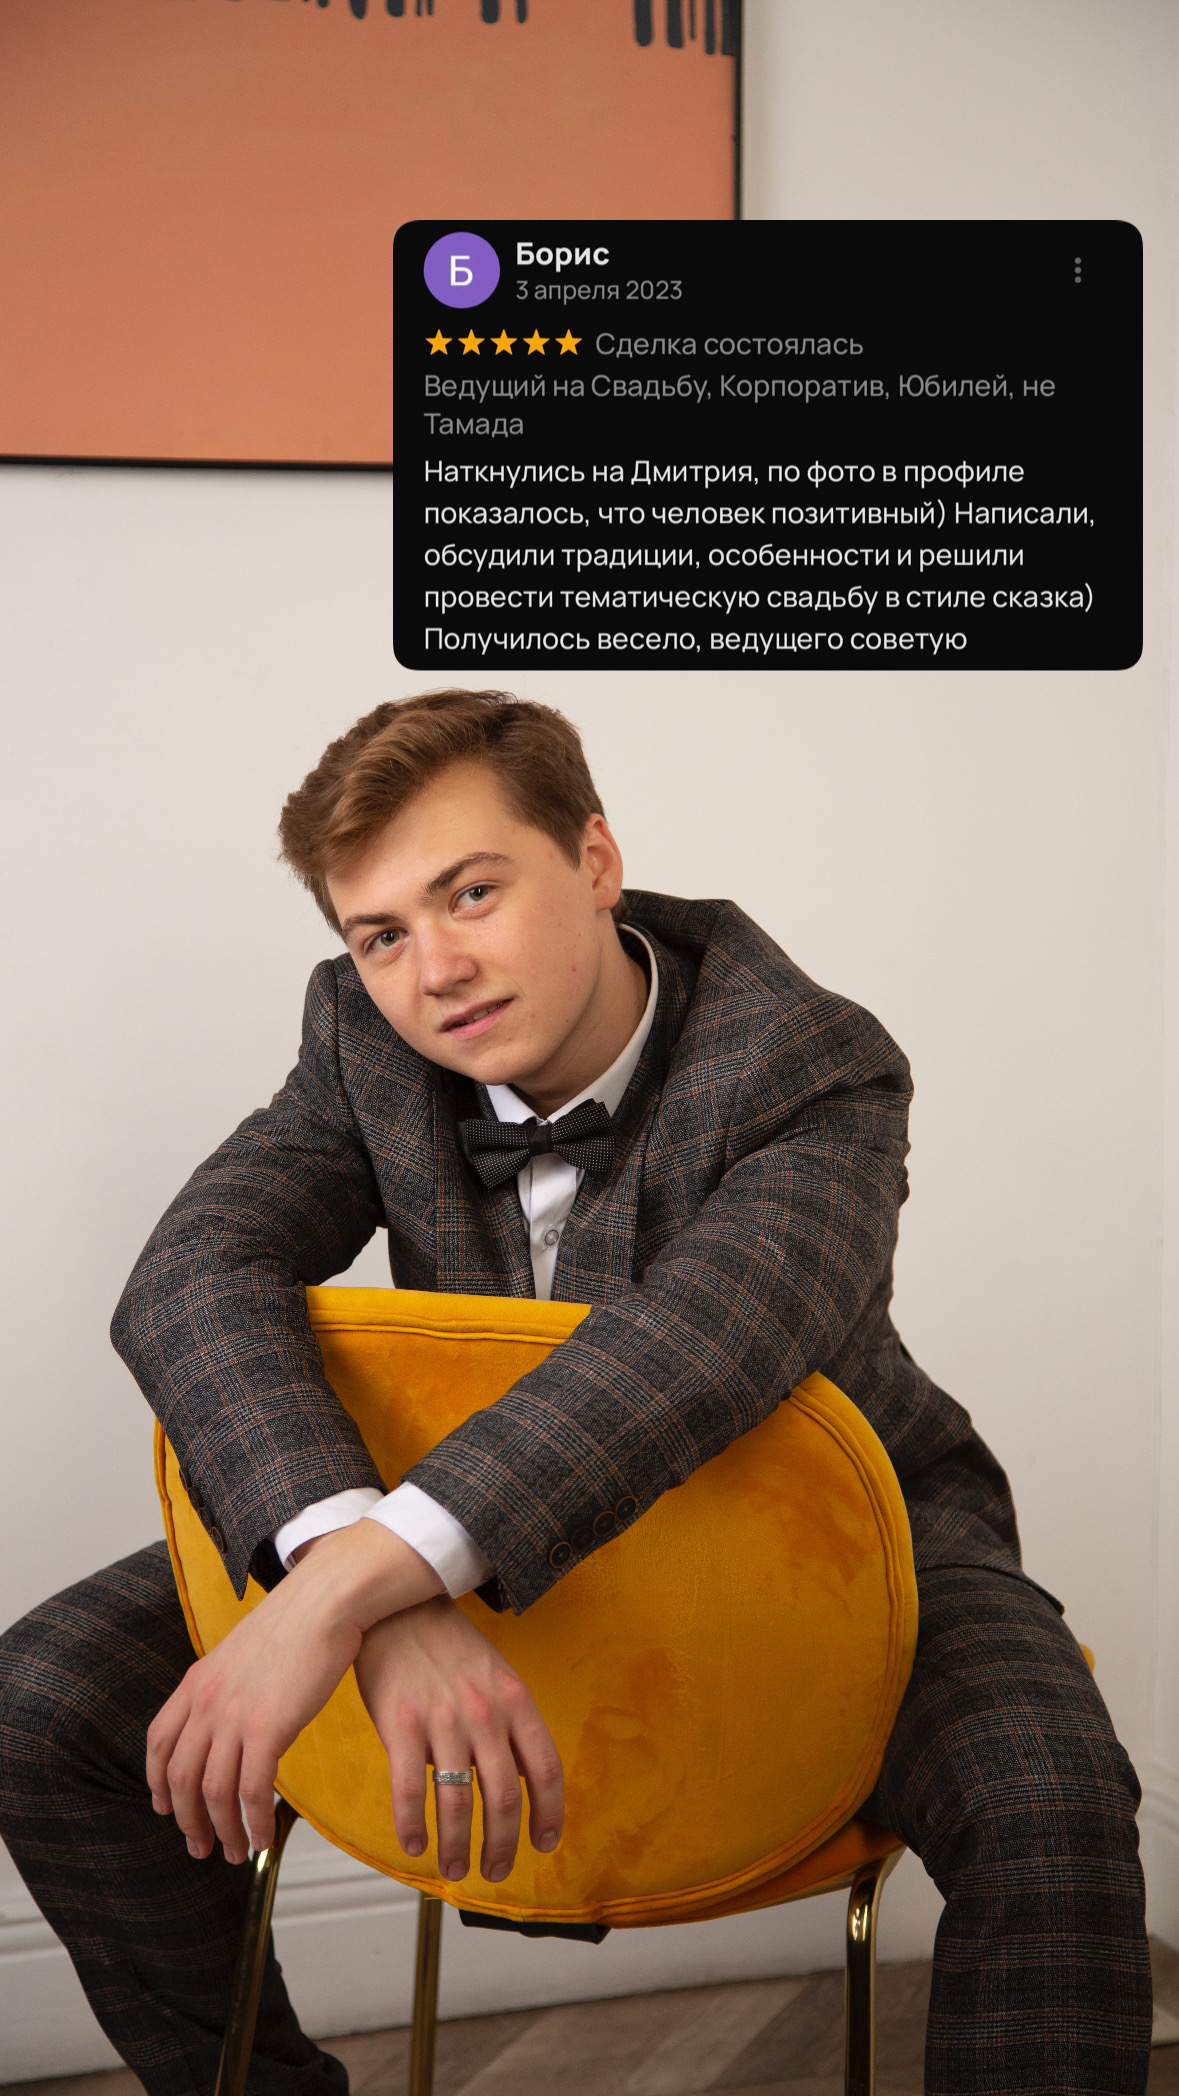 Б
Борис
3 апреля 2023
Сделка состоялась
Ведущий на Свадьбу, Корпоратив, Юбилей, не
Тамада
Наткнулись на Дмитрия, по фото в профиле
показалось, что человек позитивный) Написали,
обсудили традиции, особенности и решили
провести тематическую свадьбу в стиле сказка)
Получилось весело, ведущего советую